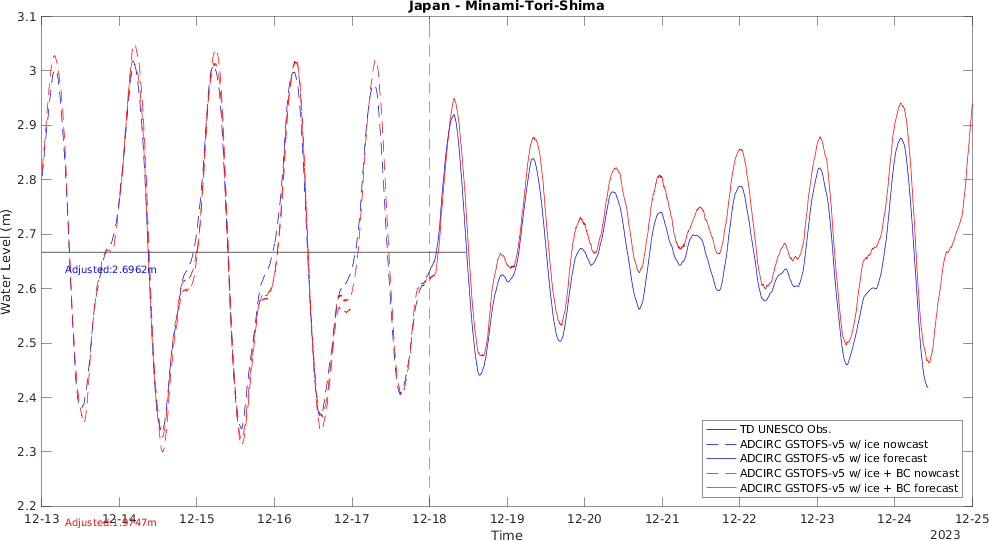 Japan - Minami-Tori-Shima
3.1
3
2.9
2.8
2.7
2.6
2.5
2.4
2.3
2.2
Water Level (m)
Adjusted:2.6962m
Adjusted:1.9747m
TD UNESCO Obs.
ADCIRC GSTOFS-v5 w/ ice nowcast
ADCIRC GSTOFS-v5 w/ ice forecast
ADCIRC GSTOFS-v5 w/ ice + BC nowcast
ADCIRC GSTOFS-v5 w/ ice + BC forecast
12-13 12-14 12-15 12-16 12-17 12-18 12-19 12-20 12-21 12-22 12-23 12-24 12-25
Time
2023